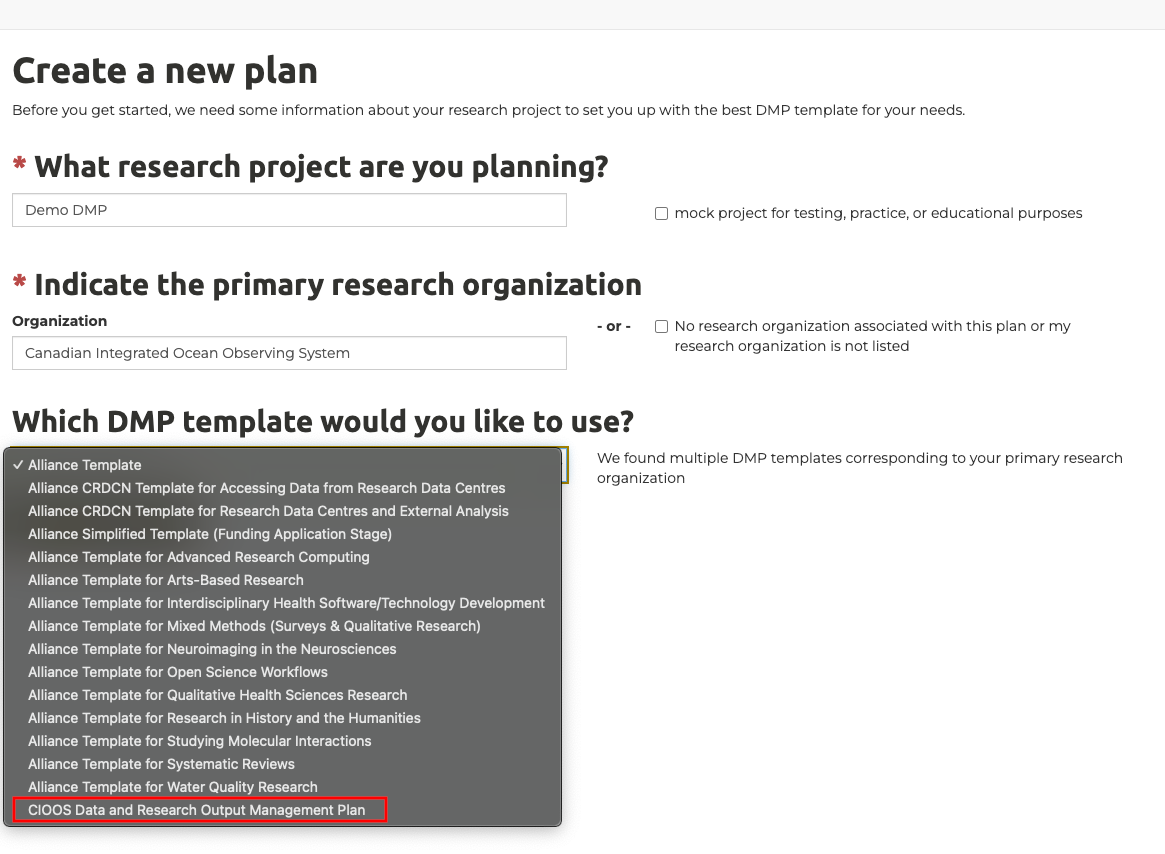 Create a new plan
Before you get started, we need some information about your research project to set you up with the best DMP template for your needs.
* What research project are you planning?
Demo DMP
mock project for testing, practice, or educational purposes
* Indicate the primary research organization
Organization
Canadian Integrated Ocean Observing System
- or -
No research organization associated with this plan or my
research organization is not listed
Which DMP template would you like to use?
We found multiple DMP templates corresponding to your primary research
organization
✓ Alliance Template
Alliance CRDCN Template for Accessing Data from Research Data Centres
Alliance CRDCN Template for Research Data Centres and External Analysis
Alliance Simplified Template (Funding Application Stage)
Alliance Template for Advanced Research Computing
Alliance Template for Arts-Based Research
Alliance Template for Interdisciplinary Health Software/Technology Development
Alliance Template for Mixed Methods (Surveys & Qualitative Research)
Alliance Template for Neuroimaging in the Neurosciences
Alliance Template for Open Science Workflows
Alliance Template for Qualitative Health Sciences Research
Alliance Template for Research in History and the Humanities
Alliance Template for Studying Molecular Interactions
Alliance Template for Systematic Reviews
Alliance Template for Water Quality Research
CIOOS Data and Research Output Management Plan